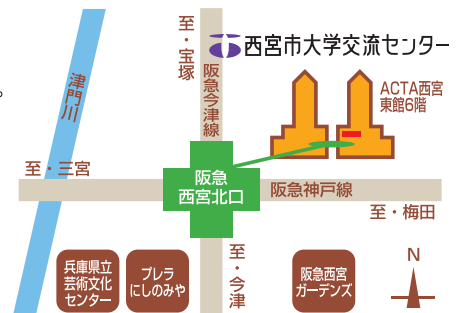 。
至・宝塚
西宮市大学交流センター
阪急今津線
津門川
ACTA西宮
東館6階
至・三宮
阪急
西宮北口
阪急神戸線
至・梅田
兵庫県立
芸術文化
センター
プレラ
にしのみや
至・今津
阪急西宮
ガーデンズ
N